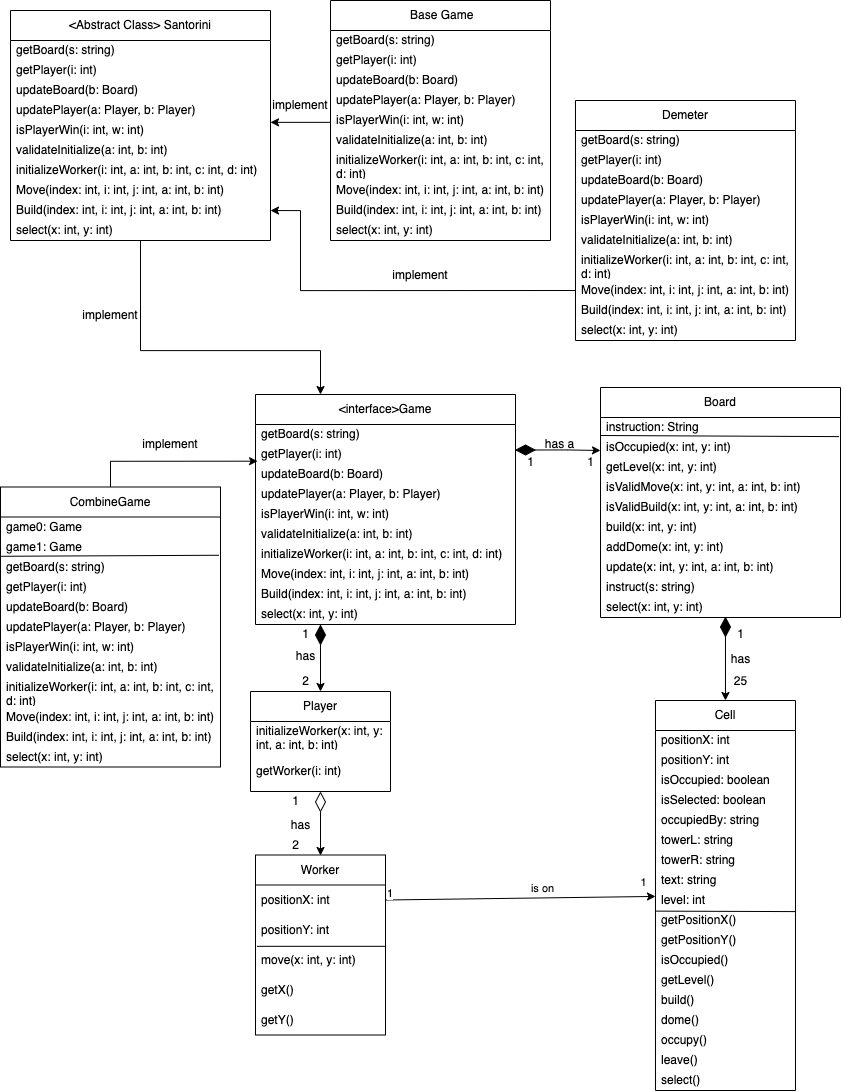 <Abstract Class> Santorini
getBoard(s: string)
getPlayer(i: int)
updateBoard(b: Board)
updatePlayer(a: Player, b: Player)
isPlayerWin(i: int, w: int)
validateInitialize(a: int, b: int)
initializeWorker(i: int, a: int, b: int, c: int, d: int)
Move(index: int, i: int, j: int, a: int, b: int)
Build(index: int, i: int, j: int, a: int, b: int)
select(x: int, y: int)
implement
Base Game
getBoard(s: string)
getPlayer(i: int)
updateBoard(b: Board)
updatePlayer(a: Player, b: Player)
isPlayerWin(i: int, w: int)
validateInitialize(a: int, b: int)
initializeWorker(i: int, a: int, b: int, c: int,
d: int)
Move(index: int, i: int, j: int, a: int, b: int)
Build(index: int, i: int, j: int, a: int, b: int)
select(x: int, y: int)
Demeter
getBoard(s: string)
getPlayer(i: int)
updateBoard(b: Board)
updatePlayer(a: Player, b: Player)
isPlayerWin(i: int, w: int)
validateInitialize(a: int, b: int)
initializeWorker(i: int, a: int, b: int, c: int,
d: int)
Move(index: int, i: int, j: int, a: int, b: int)
Build(index: int, i: int, j: int, a: int, b: int)
select(x: int, y: int)
implement
implement
<interface>Game
getBoard(s: string)
getPlayer(i: int)
updateBoard(b: Board)
updatePlayer(a: Player, b: Player)
isPlayerWin(i: int, w: int)
validateInitialize(a: int, b: int)
initializeWorker(i: int, a: int, b: int, c: int, d: int)
Move(index: int, i: int, j: int, a: int, b: int)
Build(index: int, i: int, j: int, a: int, b: int)
select(x: int, y: int)
has a
1
1
Board
instruction: String
isOccupied(x: int, y: int)
getLevel(x: int, y: int)
isValidMove(x: int, y: int, a: int, b: int)
isValidBuild(x: int, y: int, a: int, b: int)
build(x: int, y: int)
addDome(x: int, y: int)
update(x: int, y: int, a: int, b: int)
instruct(s: string)
select(x: int, y: int)
implement
CombineGame
game0: Game
game1: Game
getBoard(s: string)
getPlayer(i: int)
updateBoard(b: Board)
updatePlayer(a: Player, b: Player)
isPlayerWin(i: int, w: int)
validateInitialize(a: int, b: int)
initializeWorker(i: int, a: int, b: int, c: int,
d: int)
Move(index: int, i: int, j: int, a: int, b: int)
Build(index: int, i: int, j: int, a: int, b: int)
select(x: int, y: int)
1
has
2
Player
initializeWorker(x: int, y:
int, a: int, b: int)
getWorker(i: int)
1
has
2
Worker
positionX: int
positionY: int
move(x: int, y: int)
getX()
getY()
1
is on
1
1
has
25
Cell
positionX: int
positionY: int
isOccupied: boolean
isSelected: boolean
occupiedBy: string
towerL: string
towerR: string
text: string
level: int
getPositionX()
getPositionY()
isOccupied()
getLevel()
build()
dome()
occupy()
leave()
select()